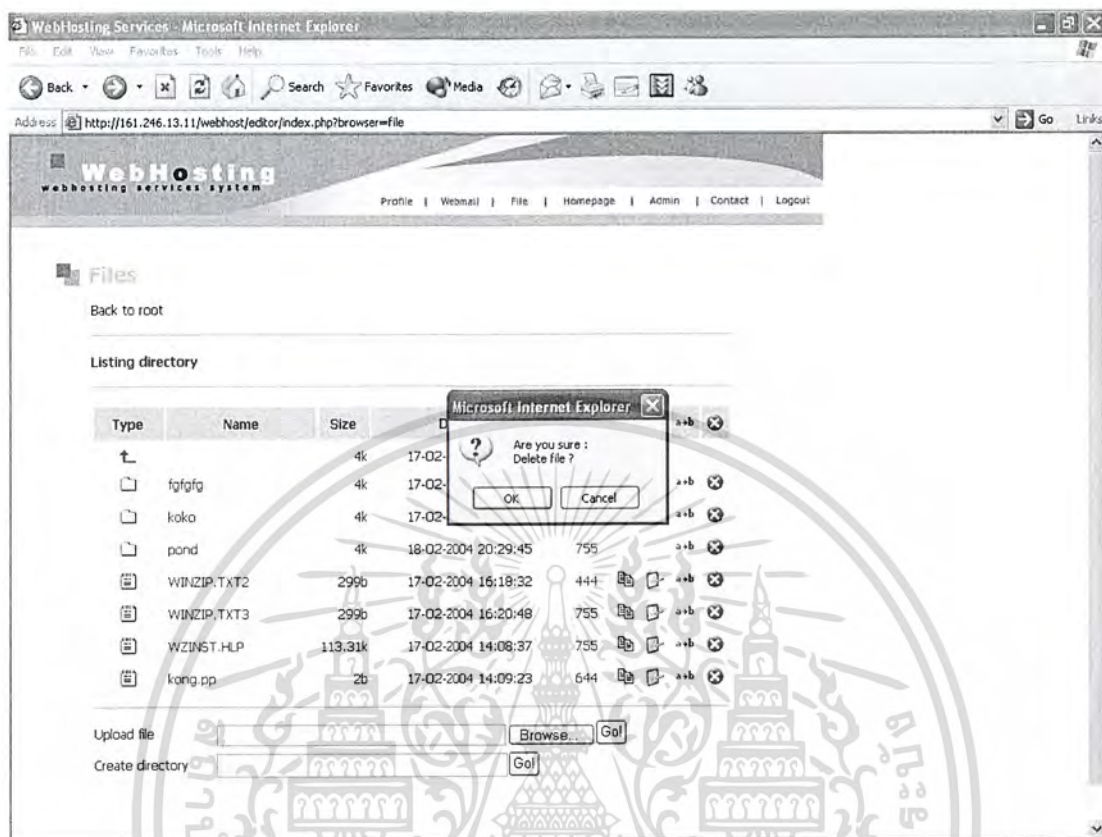 WebHosting Services - Microsoft Internet Explorer
File Edit View Favorites Tools Help
Back Search Favorites Media
Address http://161.246.13.11/webhost/editor/index.php?browser=file Go Links
WebHosting
webhosting services system
Profile | Webmail | File | Homepage | Admin | Contact | Logout
Files
Back to root
Listing directory
Type Name Size D a→b
4k 17-02-
fgfgfg 4k 17-02- a→b
koko 4k 17-02- a→b
Microsoft Internet Explorer
Are you sure :
Delete file ?
OK Cancel
pond 4k 18-02-2004 20:29:45 755 a→b
WINZIP.TXT2 299b 17-02-2004 16:18:32 444 a→b
WINZIP.TXT3 299b 17-02-2004 16:20:48 755 a→b
WZINST.HLP 113.31k 17-02-2004 14:08:37 755 a→b
kong.pp 2b 17-02-2004 14:09:23 644 a→b
Upload file Browse... Go!
Create directory Go!